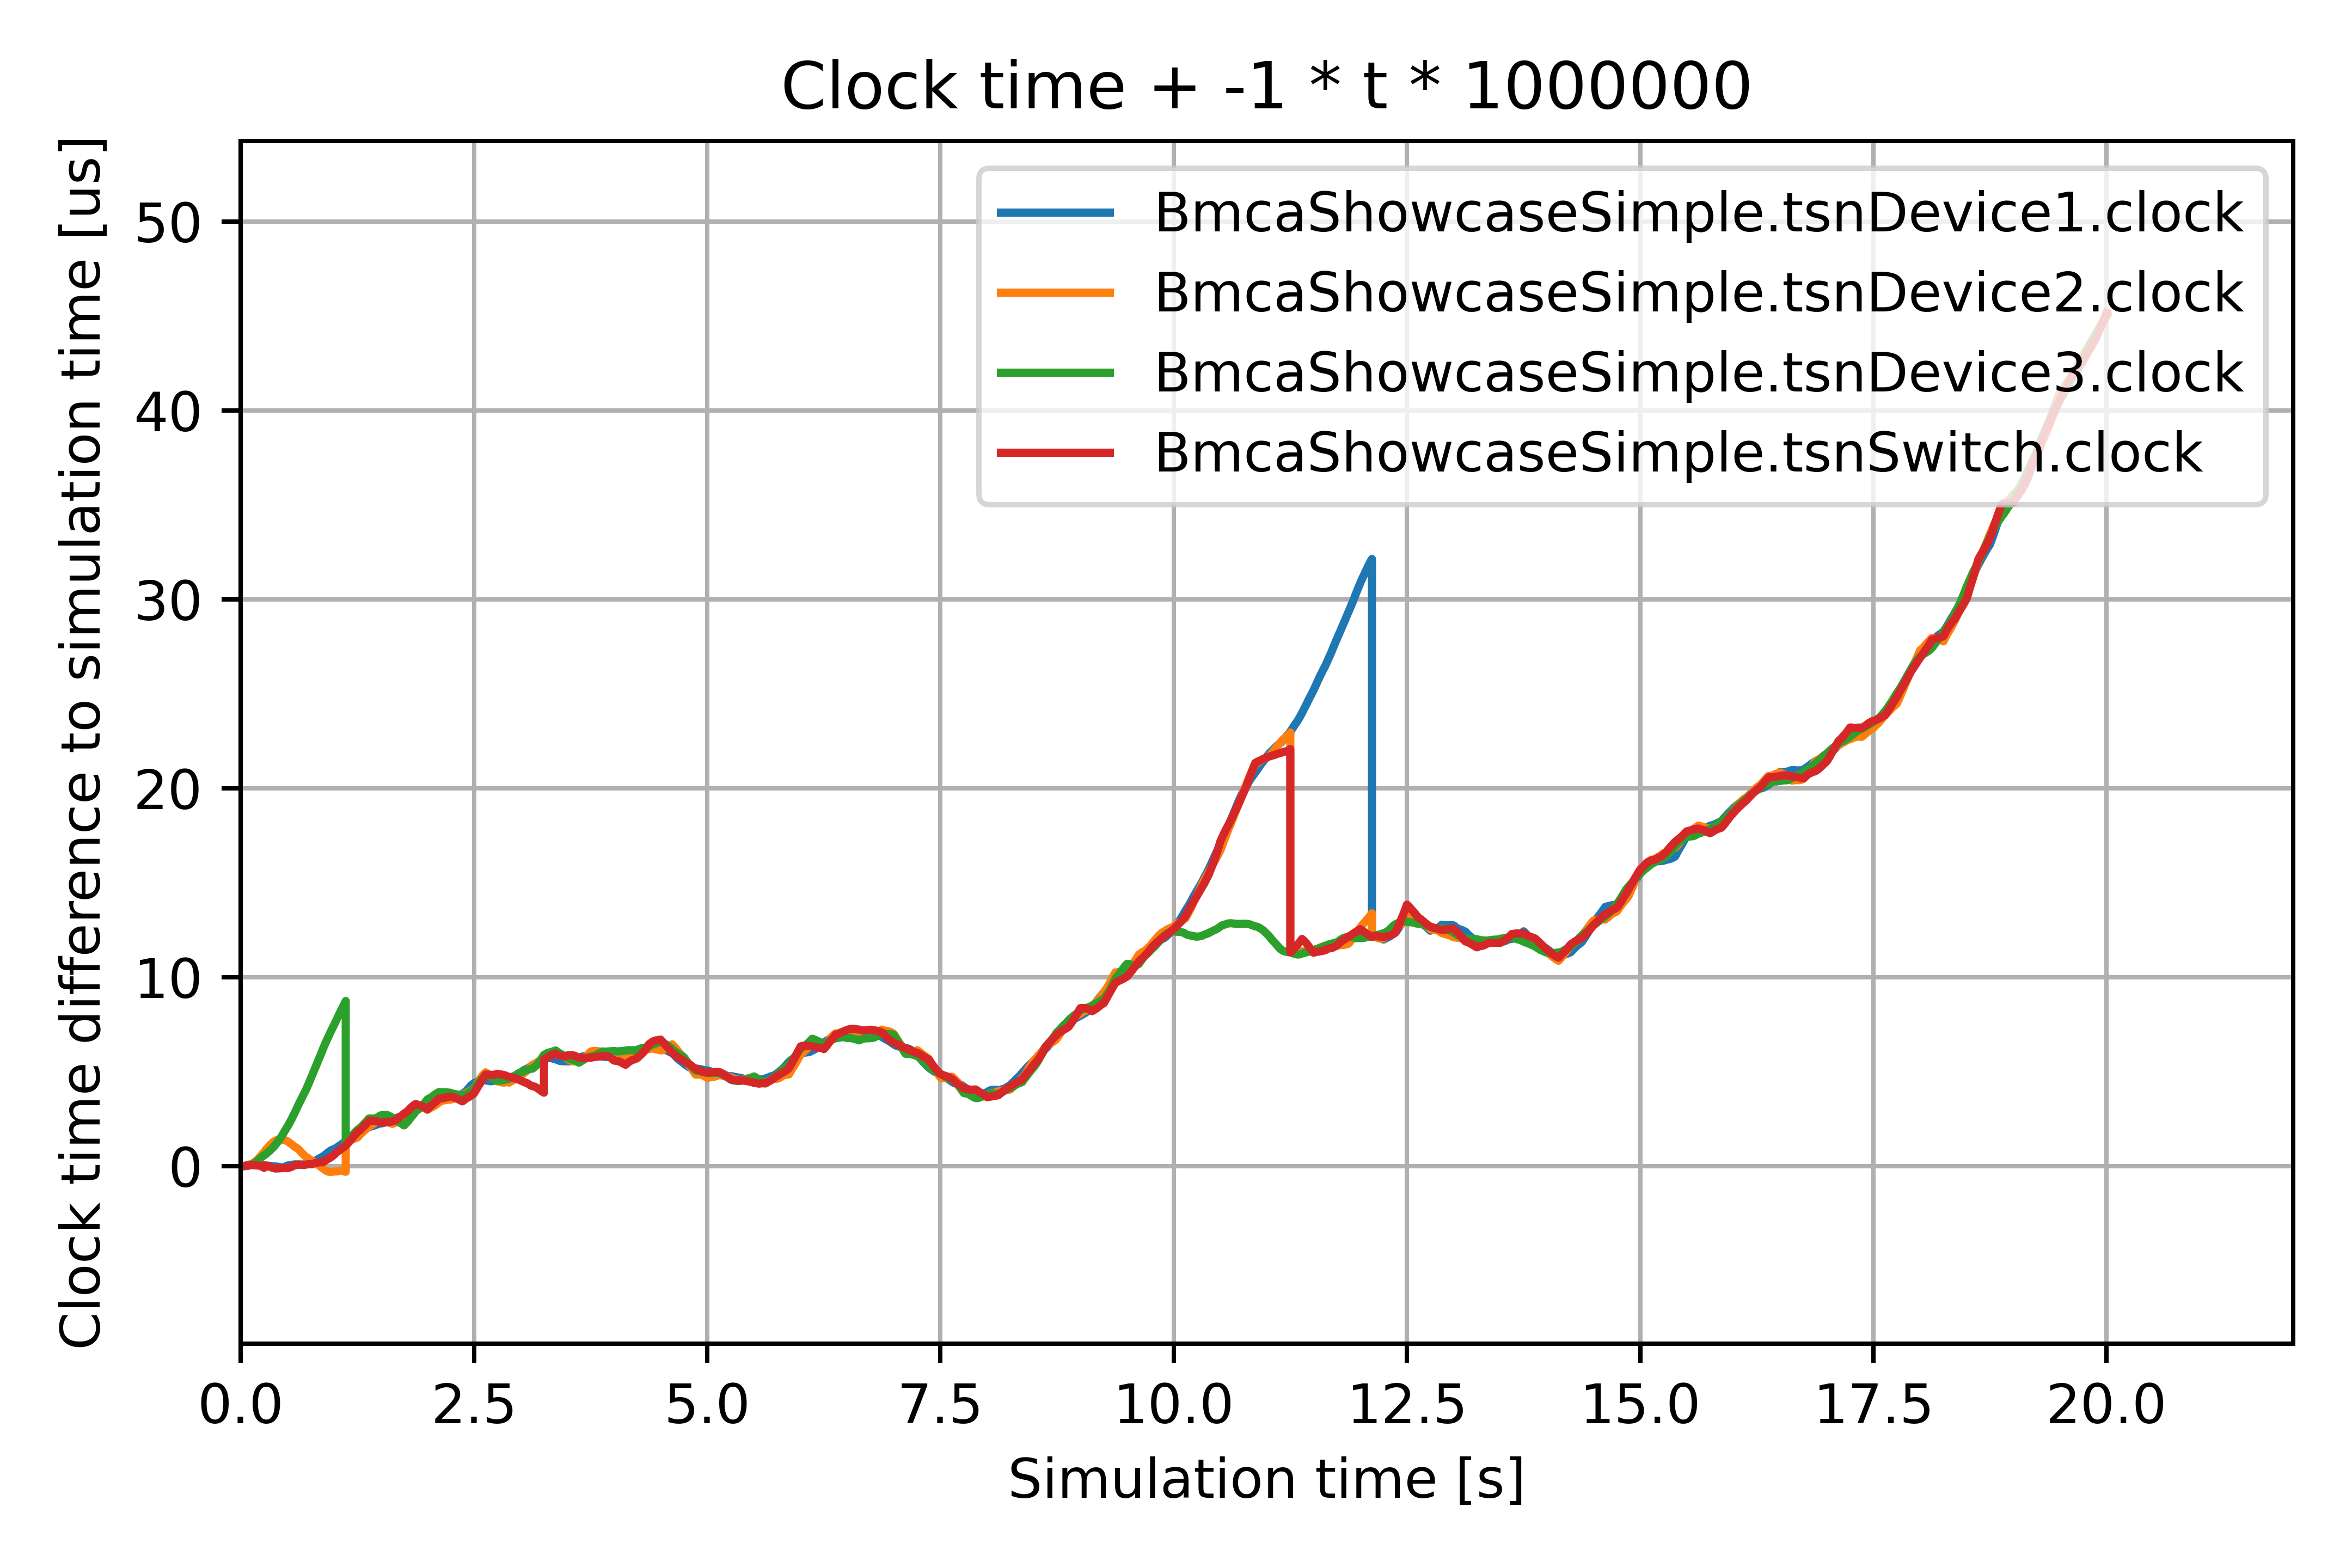 Clock time + -1 * t * 1000000
Clock time difference to simulation time [us]
50
40
30
20
10
0
BmcaShowcaseSimple.tsnDevice1.clock
BmcaShowcaseSimple.tsnDevice2.clock
BmcaShowcaseSimple.tsnDevice3.clock
BmcaShowcaseSimple.tsnSwitch.clock
0.0 2.5 5.0 7.5 10.0 12.5 15.0 17.5 20.0
Simulation time [s]